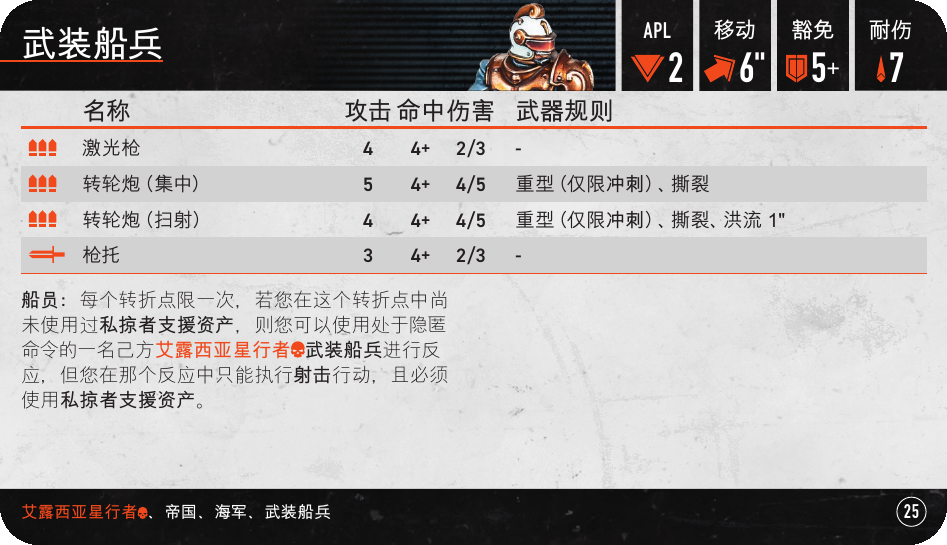 武装船兵
APL 移动 豁免 耐伤
2 6" 5+ 7
名称 攻击 命中 伤害 武器规则
激光枪 4 4+ 2/3 -
转轮炮（集中） 5 4+ 4/5 重型（仅限冲刺）、撕裂
转轮炮（扫射） 4 4+ 4/5 重型（仅限冲刺）、撕裂、洪流 1"
枪托 3 4+ 2/3 -
船员：每个转折点限一次，若您在这个转折点中尚
未使用过私掠者支援资产，则您可以使用处于隐匿
命令的一名己方艾露西亚星行者武装船兵进行反
应，但您在那个反应中只能执行射击行动，且必须
使用私掠者支援资产。
艾露西亚星行者、帝国、海军、武装船兵
25